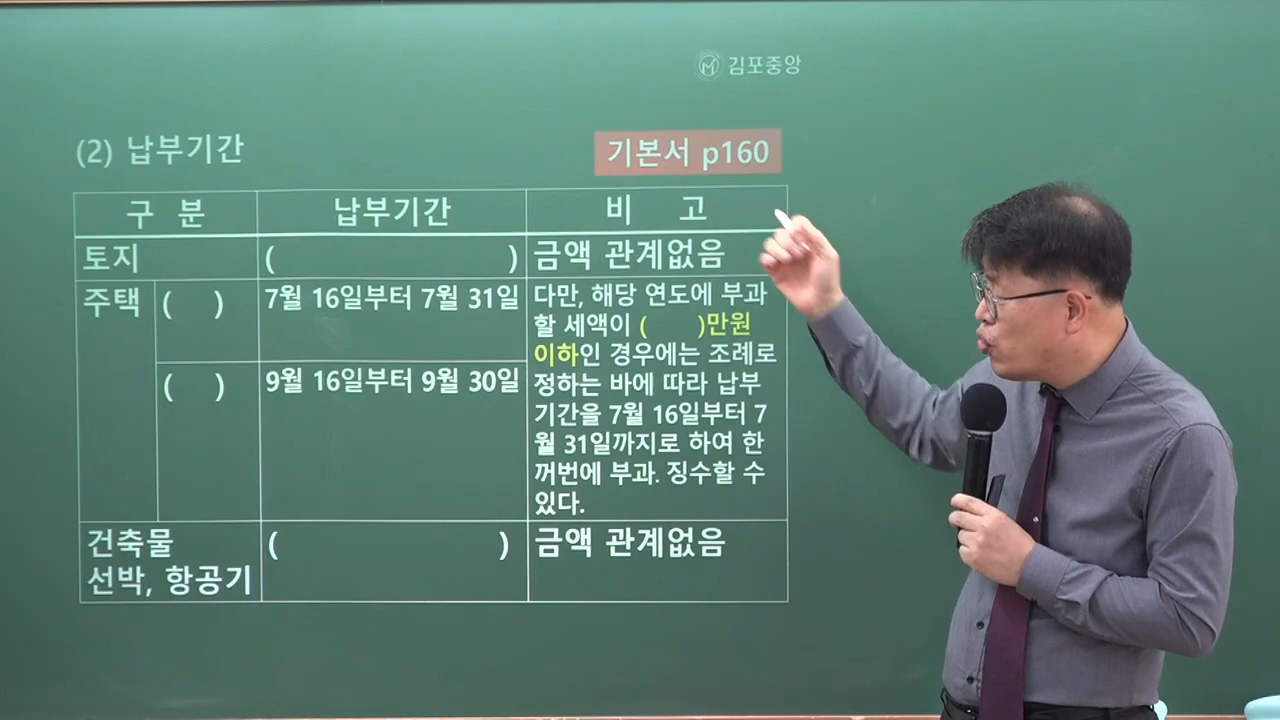 김포중앙
(2) 납부기간
기본서 p160
구 분 납부기간 비 고
토지 ( ) 금액 관계없음
주택 ( ) 7월 16일부터 7월 31일
( ) 9월 16일부터 9월 30일
다만, 해당 연도에 부과
할 세액이 ( )만원
이하인 경우에는 조례로
정하는 바에 따라 납부
기간을 7월 16일부터 7
월 31일까지로 하여 한
꺼번에 부과. 징수할 수
있다.
건축물
선박, 항공기
( ) 금액 관계없음